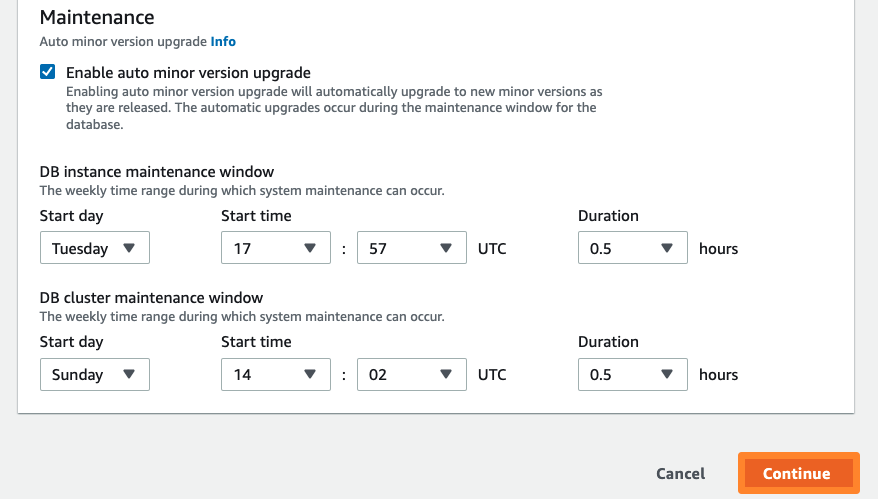 Maintenance
Auto minor version upgrade Info
Enable auto minor version upgrade
Enabling auto minor version upgrade will automatically upgrade to new minor versions as
they are released. The automatic upgrades occur during the maintenance window for the
database.
DB instance maintenance window
The weekly time range during which system maintenance can occur.
Start day Start time Duration
Tuesday 17 : 57 UTC 0.5 hours
DB cluster maintenance window
The weekly time range during which system maintenance can occur.
Start day Start time Duration
Sunday 14 : 02 UTC 0.5 hours
Cancel Continue